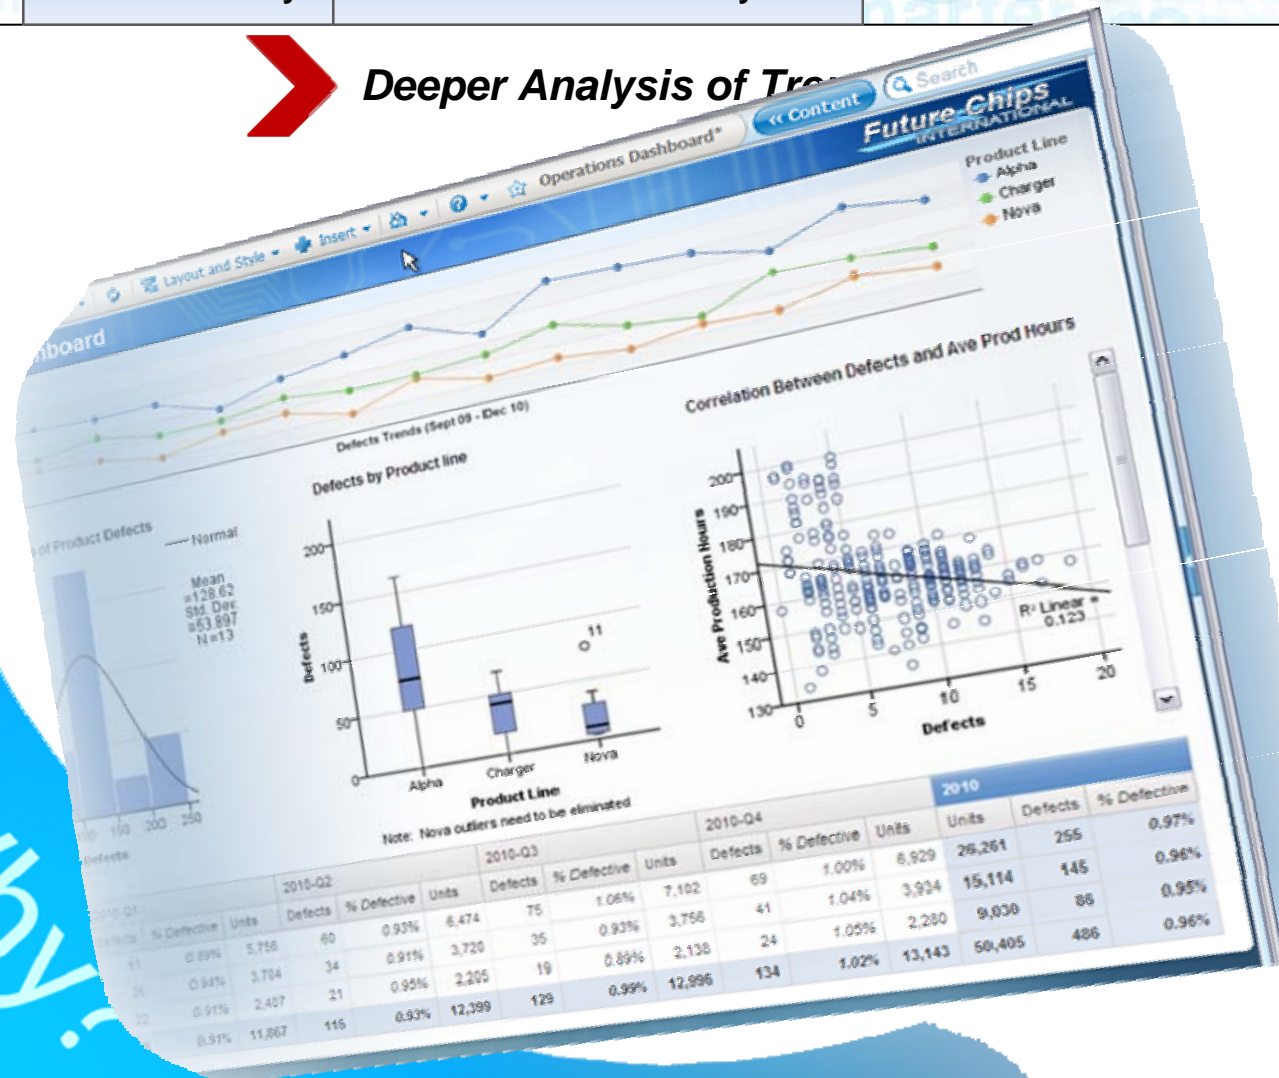 Deeper Analysis of
Search
« Content
Operations Dashboard*
Future Chips
INTERNATIONAL
Layout and Style
Insert
Product Line
Alpha
Charger
Nova
Defects Trends (Sept 09 - Dec 10)
of Product Defects
Normal
Mean
=128.62
Std. Dev.
=53.897
N =13
150 200 250
Defects by Product line
Defects
200
150
100
50
0
11
Alpha Charger Nova
Product Line
Note: Nova outliers need to be eliminated
Correlation Between Defects and Ave Prod Hours
Ave Production Hours
200
190
180
170
160
150
140
130
R² Linear =
0.123
0 5 10 15 20
Defects
2010-Q2 2010-Q3 2010-Q4 2010
% Defective Units Defects % Defective Units Defects % Defective Units Defects % Defective Units Units Defects % Defective
0.89% 5,756 60 0.93% 6,474 75 1.06% 7,102 69 1.00% 6,929 26,261 255 0.97%
0.94% 3,704 34 0.91% 3,720 35 0.93% 3,756 41 1.04% 3,934 15,114 145 0.96%
0.91% 2,407 21 0.95% 2,205 19 0.89% 2,138 24 1.05% 2,280 9,030 86 0.95%
0.91% 11,867 115 0.93% 12,399 129 0.99% 12,996 134 1.02% 13,143 50,405 486 0.96%